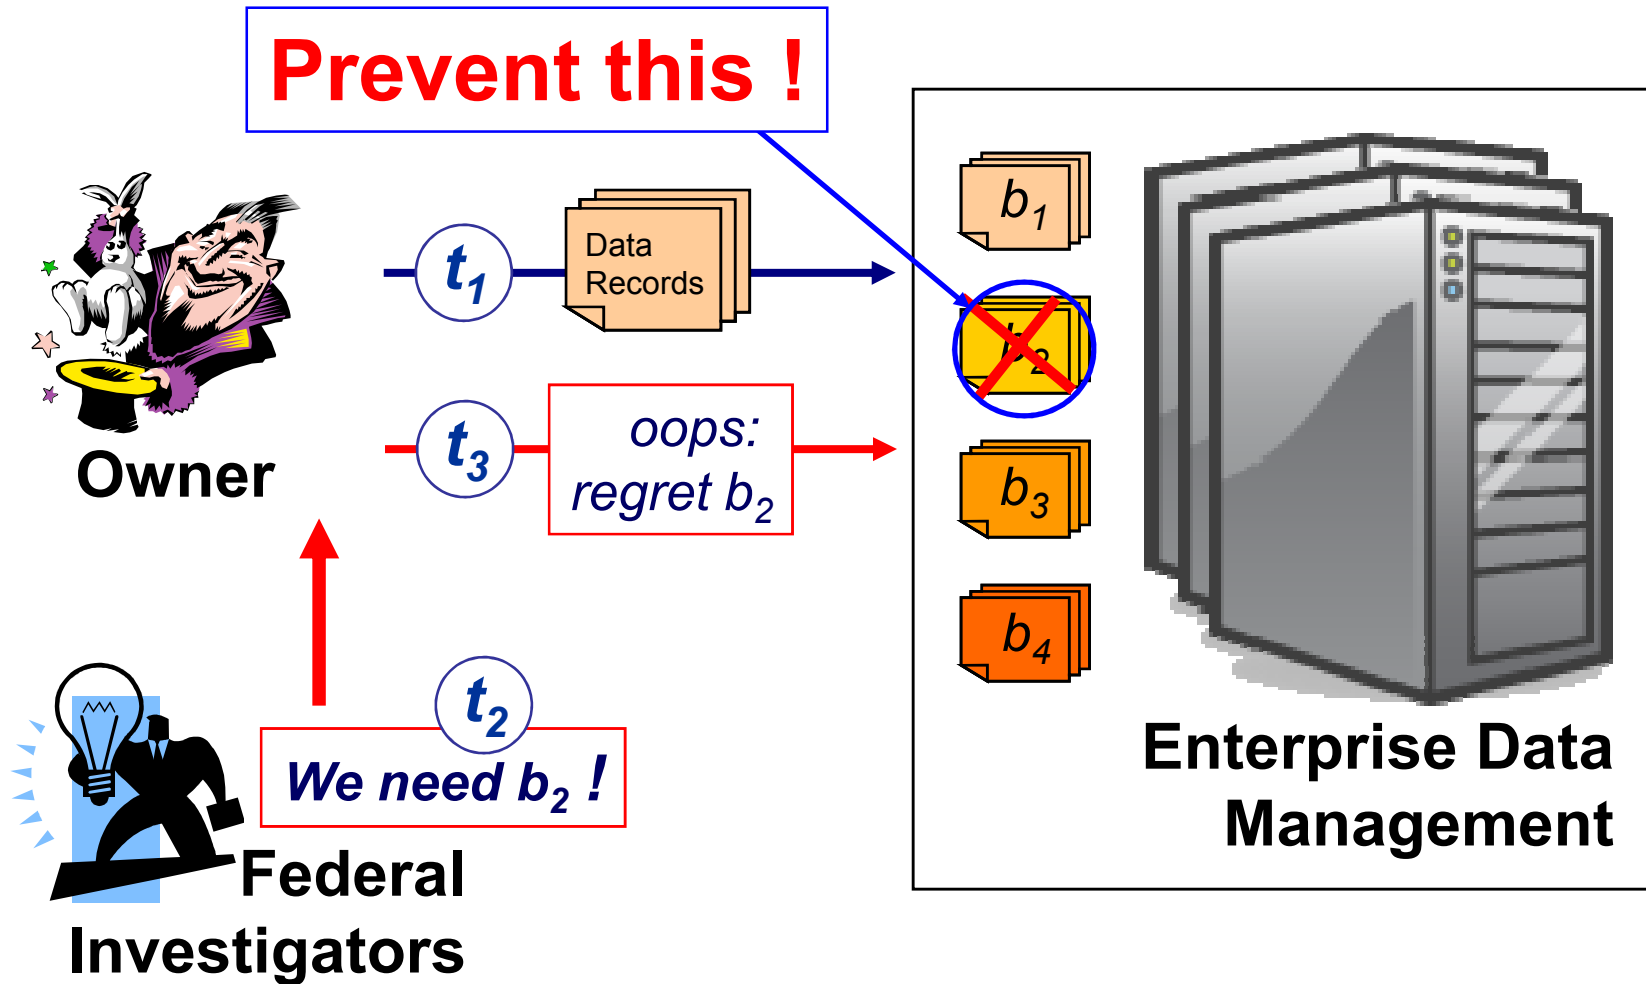 Prevent this !
t1
Data
Records
b1
b2
t3
oops:
regret b2
b3
Owner
b4
t2
We need b2 !
Federal
Investigators
Enterprise Data
Management